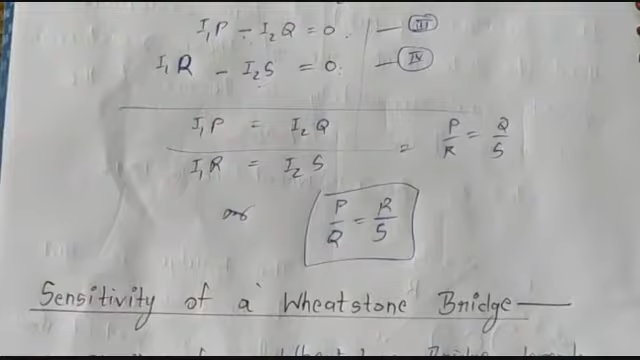 I₁P − I₂Q = 0. — III
I₁R − I₂S = 0. — IV
I₁P = I₂Q
I₁R = I₂S = P/R = Q/S
or P/Q = R/S
Sensitivity of a Wheatstone Bridge —